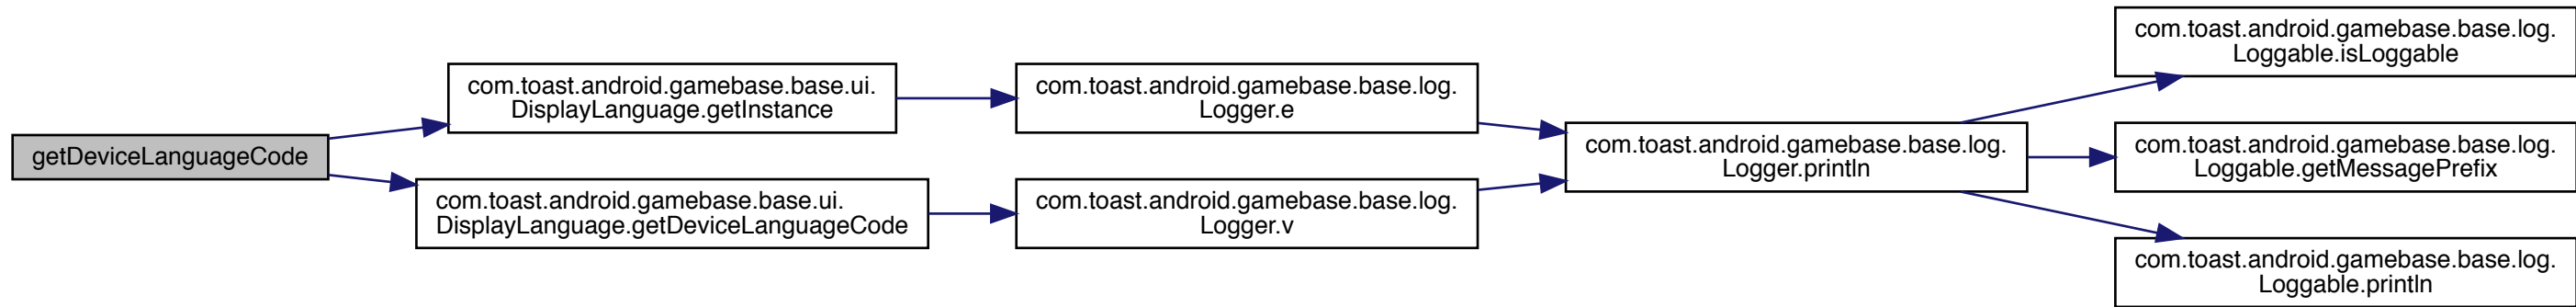 getDeviceLanguageCode
com.toast.android.gamebase.base.ui.
DisplayLanguage.getInstance
com.toast.android.gamebase.base.ui.
DisplayLanguage.getDeviceLanguageCode
com.toast.android.gamebase.base.log.
Logger.e
com.toast.android.gamebase.base.log.
Logger.v
com.toast.android.gamebase.base.log.
Logger.println
com.toast.android.gamebase.base.log.
Loggable.isLoggable
com.toast.android.gamebase.base.log.
Loggable.getMessagePrefix
com.toast.android.gamebase.base.log.
Loggable.println